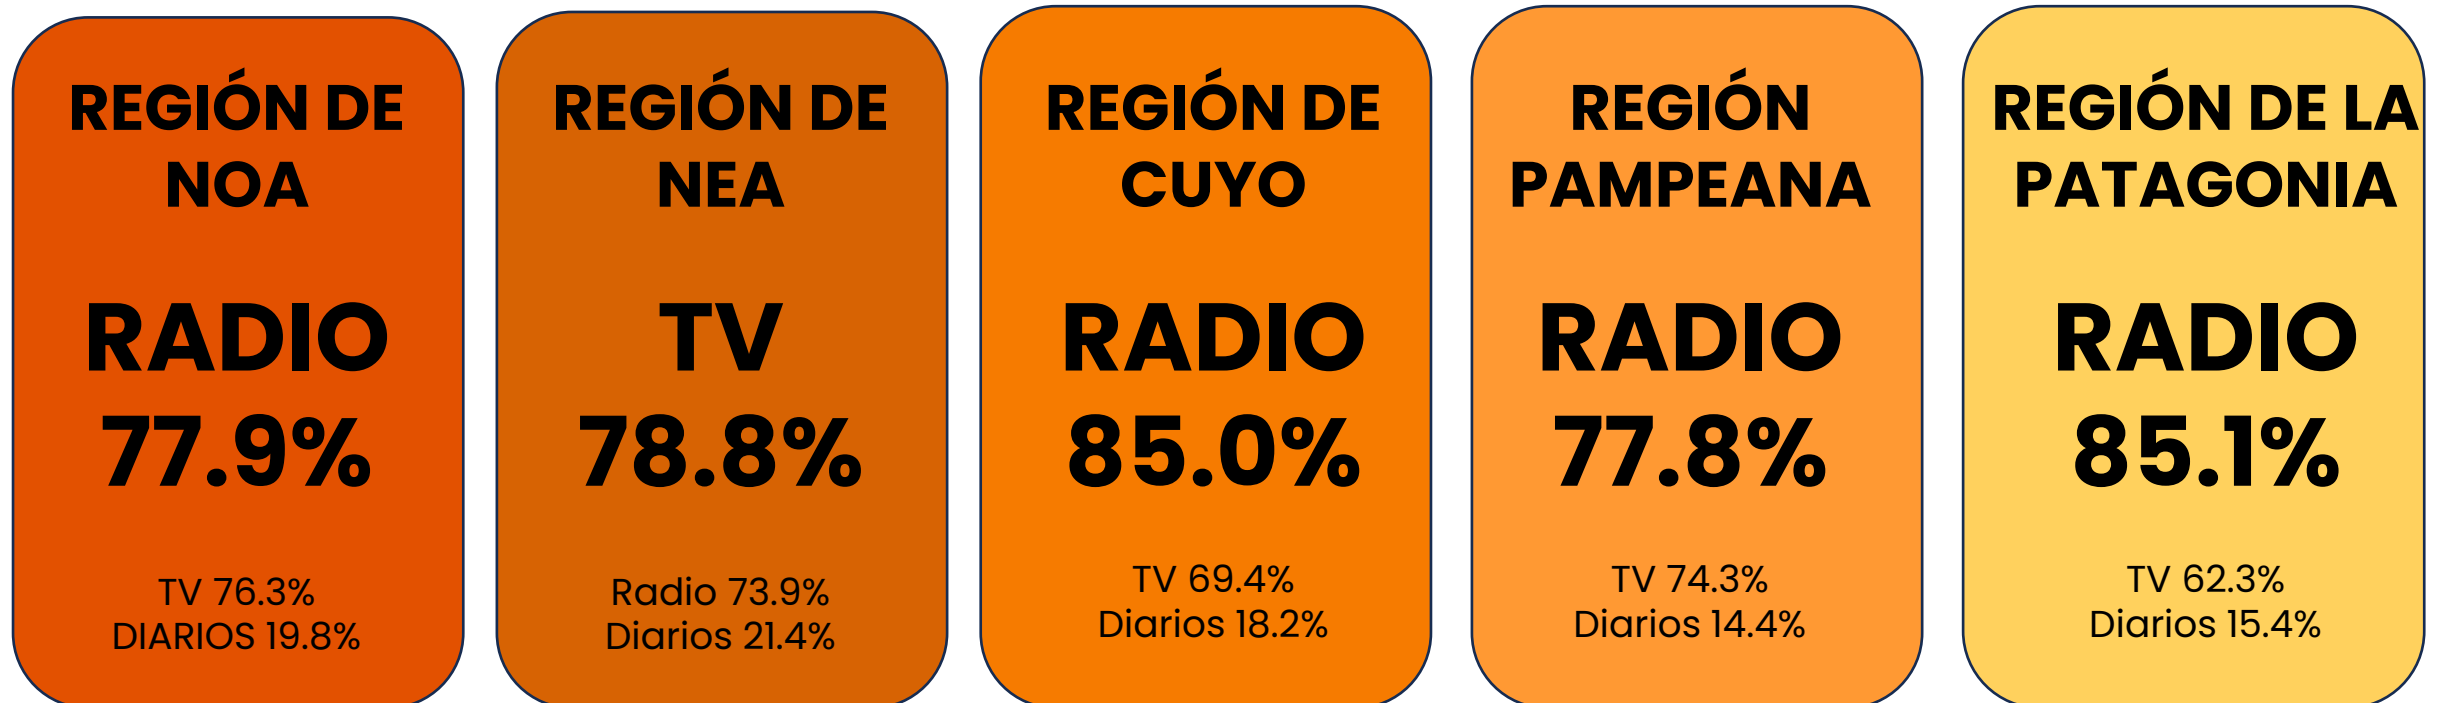 REGIÓN DE
NOA
RADIO
77.9%
TV 76.3%
DIARIOS 19.8%
REGIÓN DE
NEA
TV
78.8%
Radio 73.9%
Diarios 21.4%
REGIÓN DE
CUYO
RADIO
85.0%
TV 69.4%
Diarios 18.2%
REGIÓN
PAMPEANA
RADIO
77.8%
TV 74.3%
Diarios 14.4%
REGIÓN DE LA
PATAGONIA
RADIO
85.1%
TV 62.3%
Diarios 15.4%